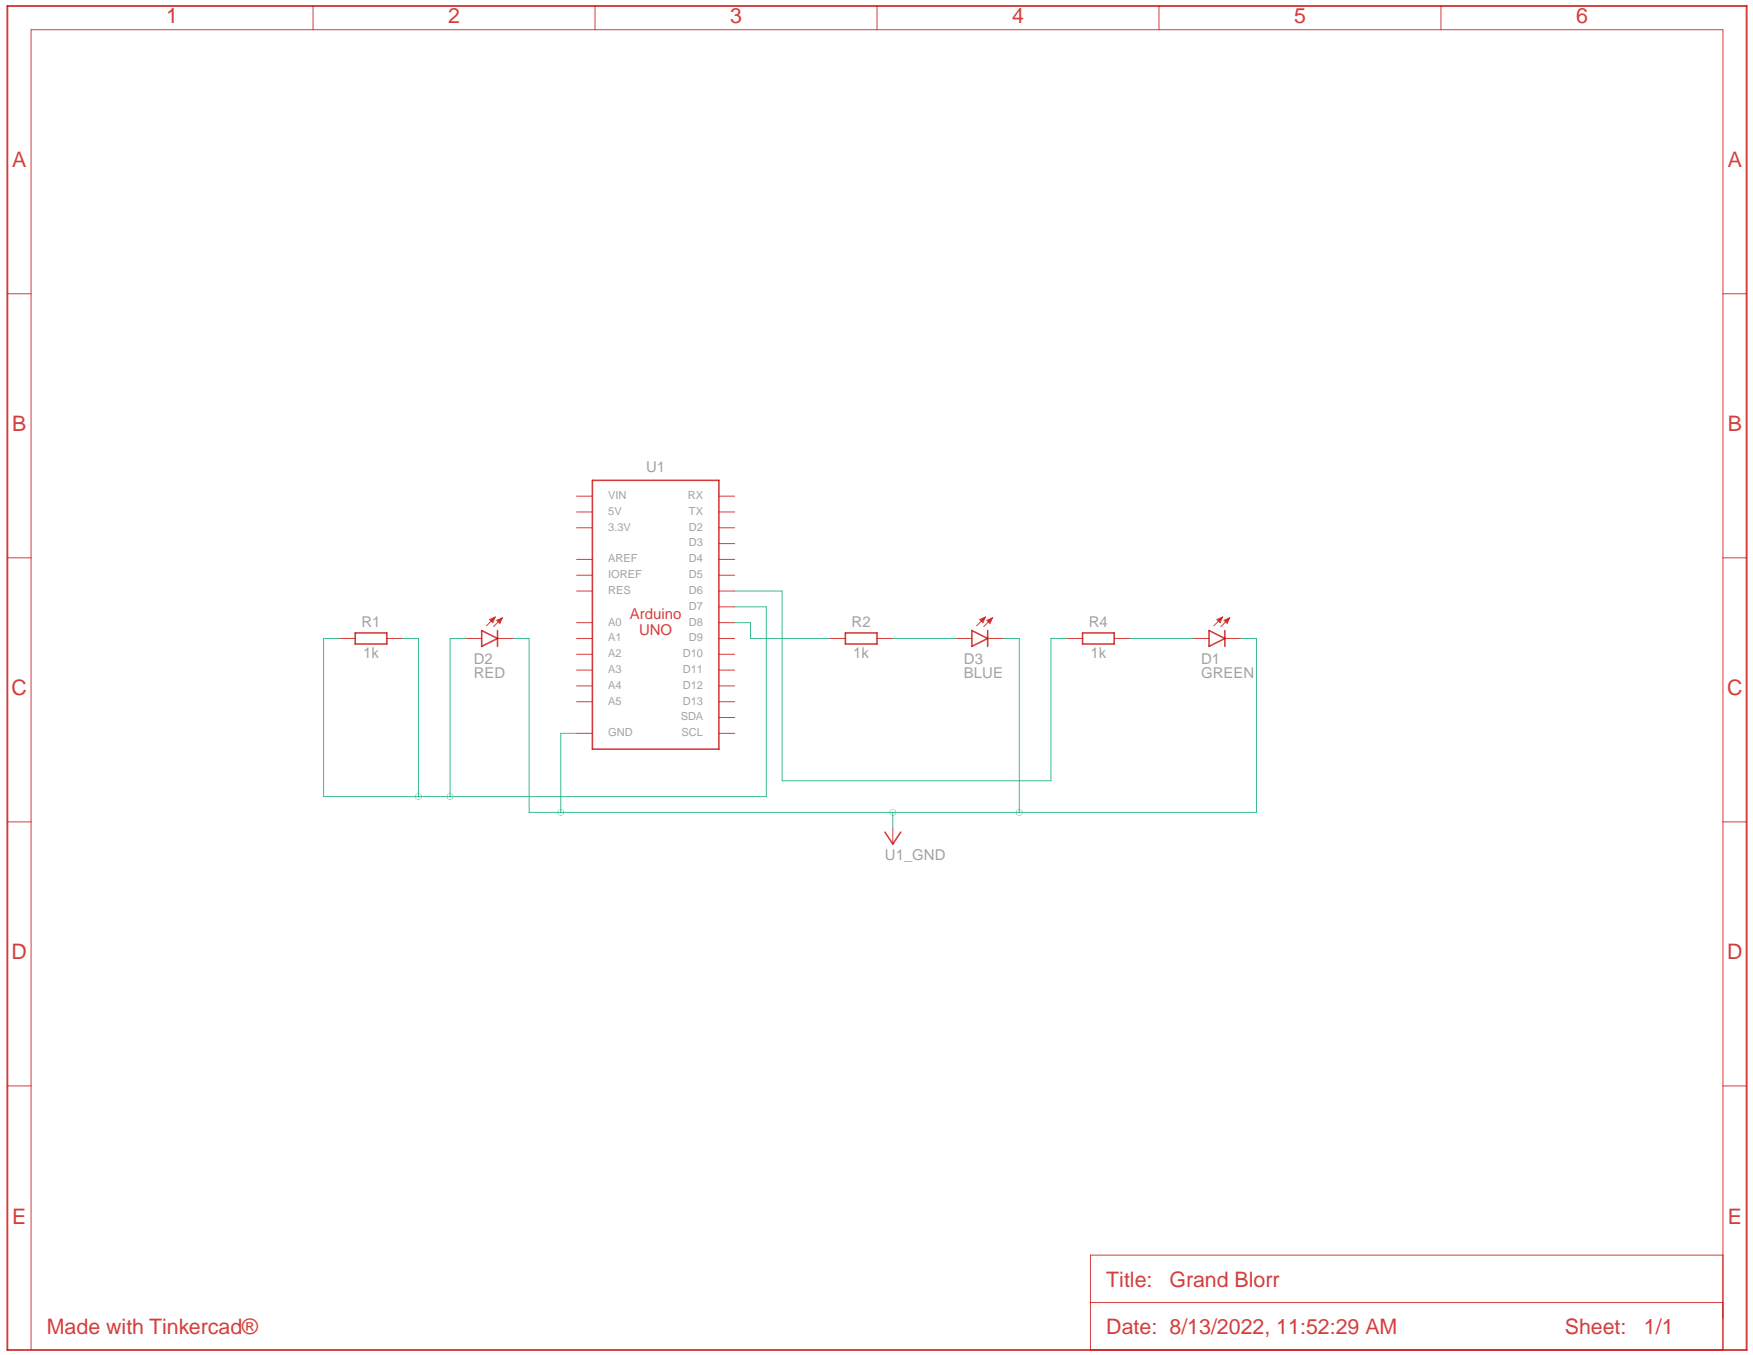 1 2 3 4 5 6
A A
B B
U1
VIN RX
5V TX
3.3V D2
D3
AREF D4
IOREF D5
RES D6
D7
Arduino
UNO
A0 D8
A1 D9
A2 D10
A3 D11
A4 D12
A5 D13
SDA
GND SCL
R1
1k
D2
RED
R2
1k
D3
BLUE
R4
1k
D1
GREEN
C C
U1_GND
D D
E E
Title: Grand Blorr
Date: 8/13/2022, 11:52:29 AM Sheet: 1/1
Made with Tinkercad®